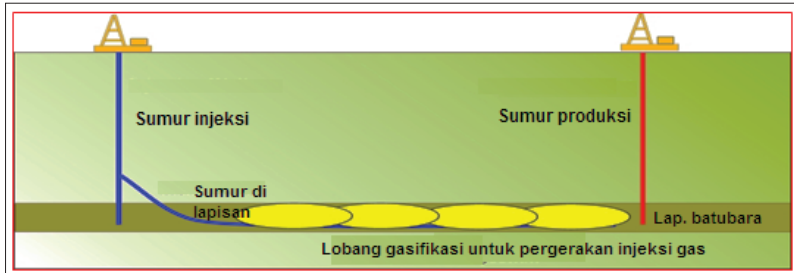 Sumur injeksi
Sumur produksi
Sumur di
lapisan
Lap. batubara
Lobang gasifikasi untuk pergerakan injeksi gas